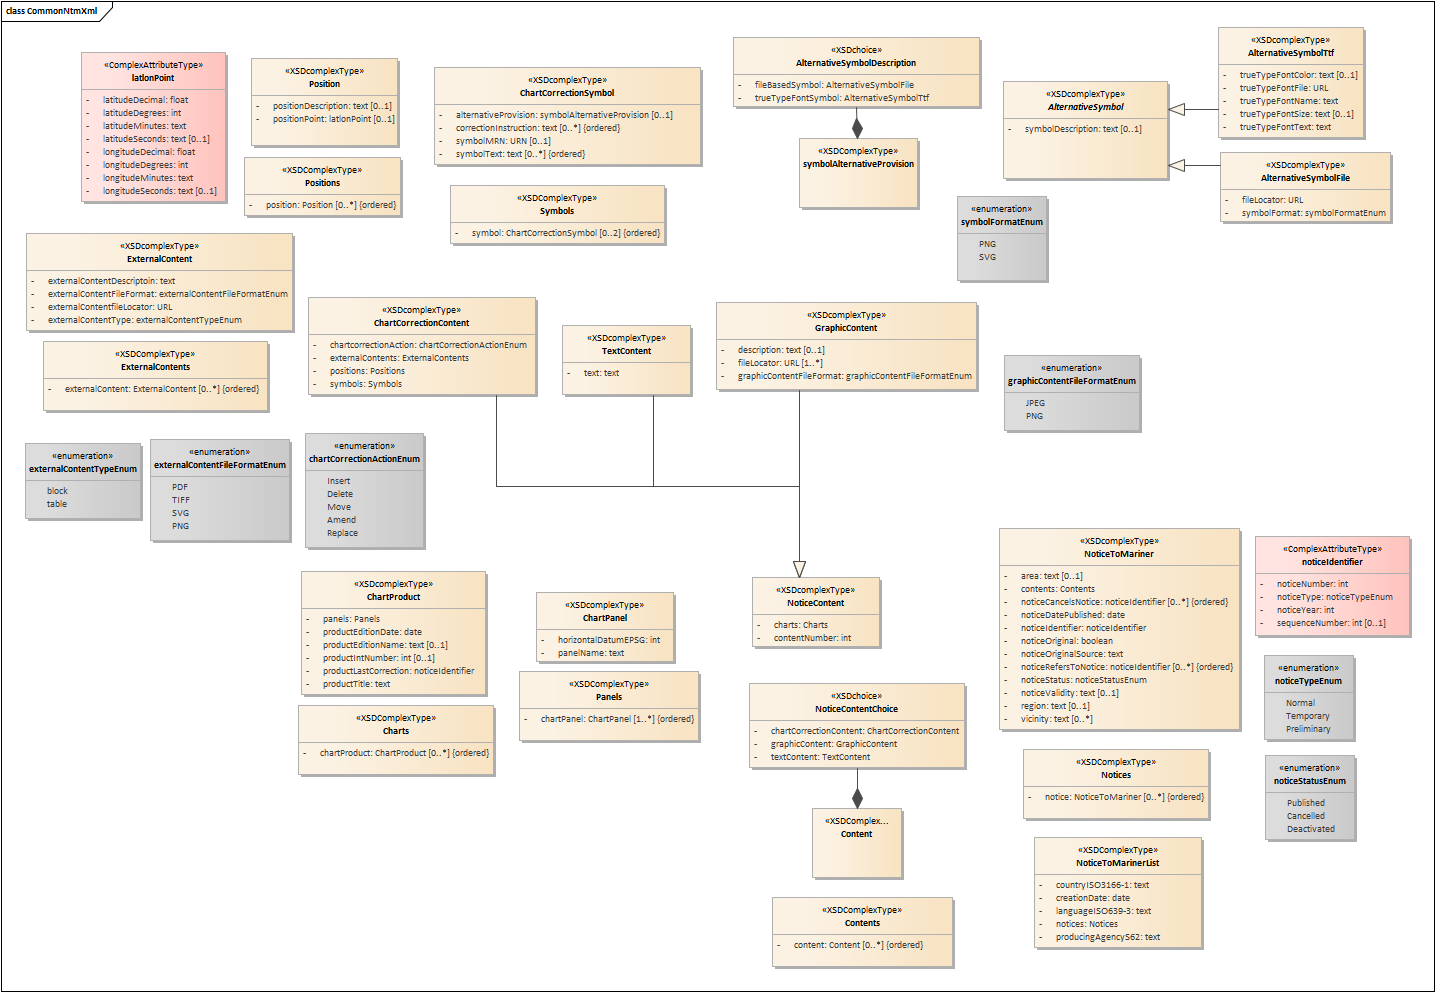 class CommonNtmXml
«ComplexAttributeType»
latlonPoint
- latitudeDecimal: float
- latitudeDegrees: int
- latitudeMinutes: text
- latitudeSeconds: text [0..1]
- longitudeDecimal: float
- longitudeDegrees: int
- longitudeMinutes: text
- longitudeSeconds: text [0..1]
«XSDcomplexType»
Position
- positionDescription: text [0..1]
- positionPoint: latlonPoint [0..1]
«XSDcomplexType»
Positions
- position: Position [0..*] {ordered}
«XSDcomplexType»
ChartCorrectionSymbol
- alternativeProvision: symbolAlternativeProvision [0..1]
- correctionInstruction: text [0..*] {ordered}
- symbolMRN: URN [0..1]
- symbolText: text [0..*] {ordered}
«XSDcomplexType»
Symbols
- symbol: ChartCorrectionSymbol [0..2] {ordered}
«XSDchoice»
AlternativeSymbolDescription
- fileBasedSymbol: AlternativeSymbolFile
- trueTypeFontSymbol: AlternativeSymbolTtf
«XSDcomplexType»
symbolAlternativeProvision
«XSDcomplexType»
AlternativeSymbol
- symbolDescription: text [0..1]
«XSDcomplexType»
AlternativeSymbolTtf
- trueTypeFontColor: text [0..1]
- trueTypeFontFile: URL
- trueTypeFontName: text
- trueTypeFontSize: text [0..1]
- trueTypeFontText: text
«XSDcomplexType»
AlternativeSymbolFile
- fileLocator: URL
- symbolFormat: symbolFormatEnum
«enumeration»
symbolFormatEnum
PNG
SVG
«XSDcomplexType»
ExternalContent
- externalContentDescriptoin: text
- externalContentFileFormat: externalContentFileFormatEnum
- externalContentfileLocator: URL
- externalContentType: externalContentTypeEnum
«XSDcomplexType»
ExternalContents
- externalContent: ExternalContent [0..*] {ordered}
«XSDcomplexType»
ChartCorrectionContent
- chartcorrectionAction: chartCorrectionActionEnum
- externalContents: ExternalContents
- positions: Positions
- symbols: Symbols
«XSDcomplexType»
TextContent
- text: text
«XSDcomplexType»
GraphicContent
- description: text [0..1]
- fileLocator: URL [1..*]
- graphicContentFileFormat: graphicContentFileFormatEnum
«enumeration»
graphicContentFileFormatEnum
JPEG
PNG
«enumeration»
externalContentTypeEnum
block
table
«enumeration»
externalContentFileFormatEnum
PDF
TIFF
SVG
PNG
«enumeration»
chartCorrectionActionEnum
Insert
Delete
Move
Amend
Replace
«XSDcomplexType»
ChartProduct
- panels: Panels
- productEditionDate: date
- productEditionName: text [0..1]
- productIntNumber: int [0..1]
- productLastCorrection: noticeIdentifier
- productTitle: text
«XSDcomplexType»
Charts
- chartProduct: ChartProduct [0..*] {ordered}
«XSDcomplexType»
ChartPanel
- horizontalDatumEPSG: int
- panelName: text
«XSDcomplexType»
Panels
- chartPanel: ChartPanel [1..*] {ordered}
«XSDcomplexType»
NoticeContent
- charts: Charts
- contentNumber: int
«XSDchoice»
NoticeContentChoice
- chartCorrectionContent: ChartCorrectionContent
- graphicContent: GraphicContent
- textContent: TextContent
«XSDComplex...
Content
«XSDComplexType»
Contents
- content: Content [0..*] {ordered}
«XSDcomplexType»
NoticeToMariner
- area: text [0..1]
- contents: Contents
- noticeCancelsNotice: noticeIdentifier [0..*] {ordered}
- noticeDatePublished: date
- noticeIdentifier: noticeIdentifier
- noticeOriginal: boolean
- noticeOriginalSource: text
- noticeRefersToNotice: noticeIdentifier [0..*] {ordered}
- noticeStatus: noticeStatusEnum
- noticeValidity: text [0..1]
- region: text [0..1]
- vicinity: text [0..*]
«ComplexAttributeType»
noticeIdentifier
- noticeNumber: int
- noticeType: noticeTypeEnum
- noticeYear: int
- sequenceNumber: int [0..1]
«enumeration»
noticeTypeEnum
Normal
Temporary
Preliminary
«enumeration»
noticeStatusEnum
Published
Cancelled
Deactivated
«XSDComplexType»
Notices
- notice: NoticeToMariner [0..*] {ordered}
«XSDComplexType»
NoticeToMarinerList
- countryISO3166-1: text
- creationDate: date
- languageISO639-3: text
- notices: Notices
- producingAgencyS62: text